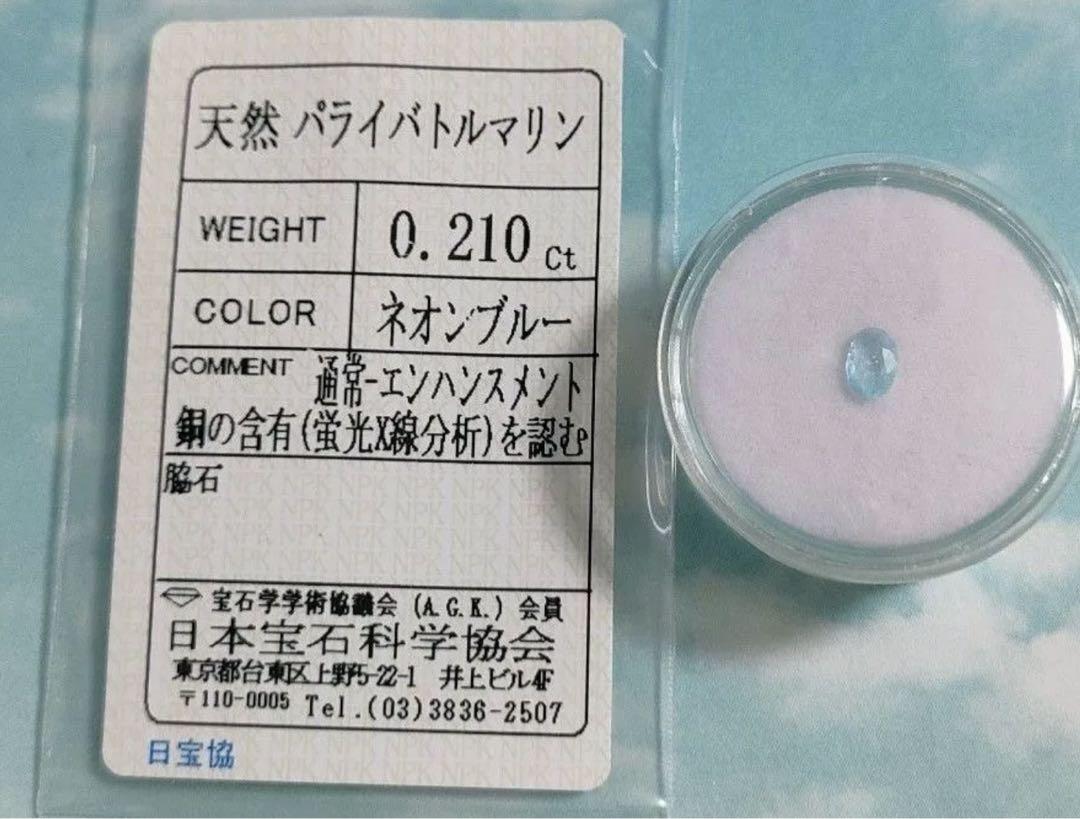 天然 パライバトルマリン
WEIGHT 0.210 Ct
COLOR ネオンブルー
COMMENT 通常-エンハンスメント
銅の含有(蛍光X線分析)を認む
脇石
宝石学学術協議会 (A.G.K.) 会員
日本宝石科学協会
東京都台東区上野5-22-1 井上ビル4F
〒110-0005 Tel.(03)3836-2507
日宝協